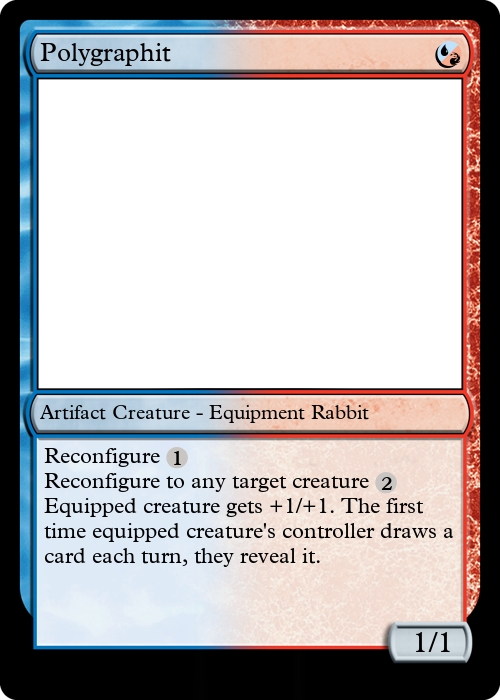 Polygraphit
Artifact Creature - Equipment Rabbit
Reconfigure 1
Reconfigure to any target creature 2
Equipped creature gets +1/+1. The first
time equipped creature's controller draws a
card each turn, they reveal it.
1/1